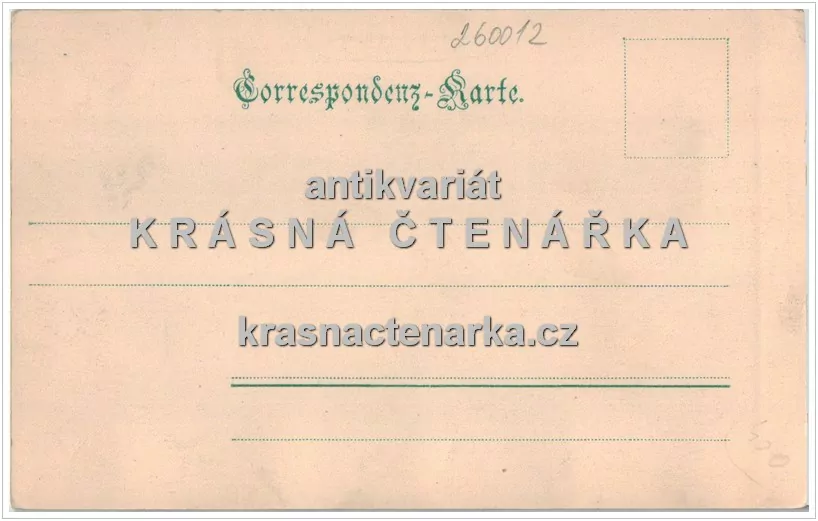 260012
Correspondenz-Karte.
antikvariát
KRÁSNÁ ČTENÁŘKA
krasnactenarka.cz